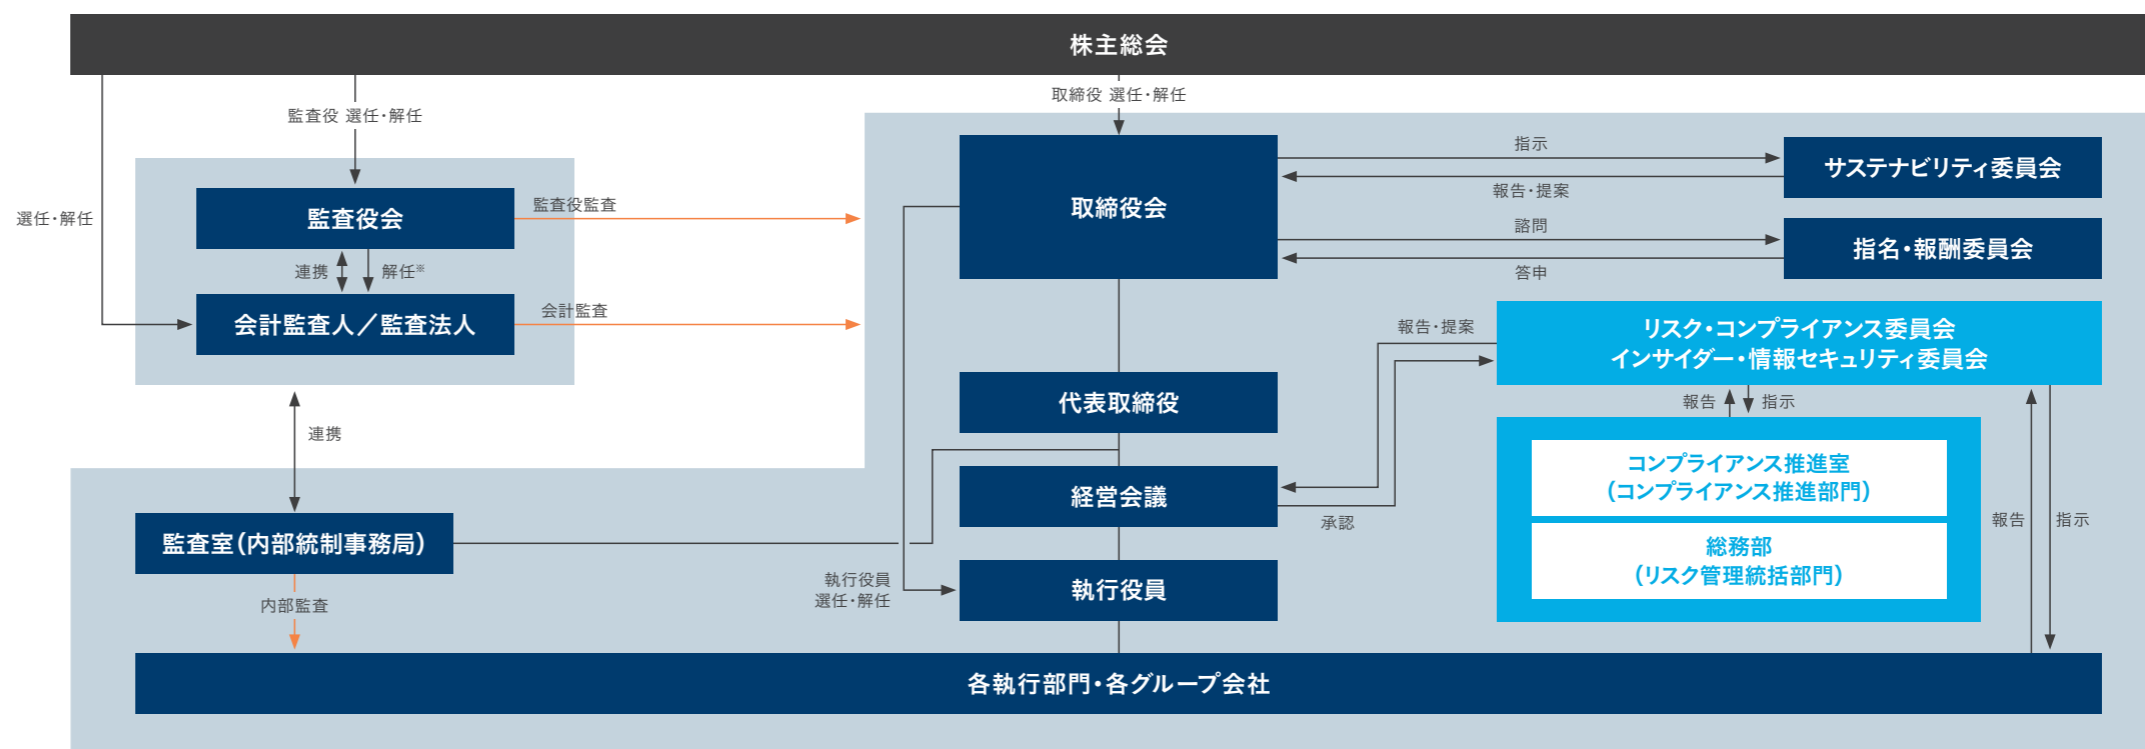 株主総会
監査役 選任・解任
取締役 選任・解任
選任・解任
監査役会
監査役監査
連携
解任※
会計監査人／監査法人
会計監査
取締役会
指示
報告・提案
サステナビリティ委員会
諮問
答申
指名・報酬委員会
報告・提案
リスク・コンプライアンス委員会
インサイダー・情報セキュリティ委員会
代表取締役
報告
指示
連携
経営会議
承認
コンプライアンス推進室
（コンプライアンス推進部門）
総務部
（リスク管理統括部門）
報告
指示
監査室（内部統制事務局）
内部監査
執行役員
選任・解任
執行役員
各執行部門・各グループ会社